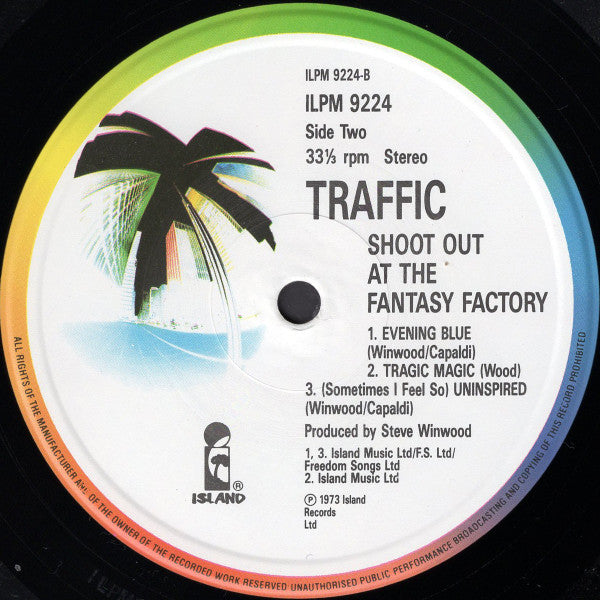 ILPM 9224-B
ILPM 9224
Side Two
33⅓ rpm Stereo
TRAFFIC
SHOOT OUT
AT THE
FANTASY FACTORY
1. EVENING BLUE
(Winwood/Capaldi)
2. TRAGIC MAGIC (Wood)
3. (Sometimes I Feel So) UNINSPIRED
(Winwood/Capaldi)
Produced by Steve Winwood
1, 3. Island Music Ltd/F.S. Ltd/
Freedom Songs Ltd
2. Island Music Ltd
℗ 1973 Island
Records
Ltd
ISLAND®
ALL RIGHTS OF THE MANUFACTURER AND OF THE OWNER OF THE RECORDED WORK RESERVED UNAUTHORISED PUBLIC PERFORMANCE BROADCASTING AND COPYING OF THIS RECORD PROHIBITED